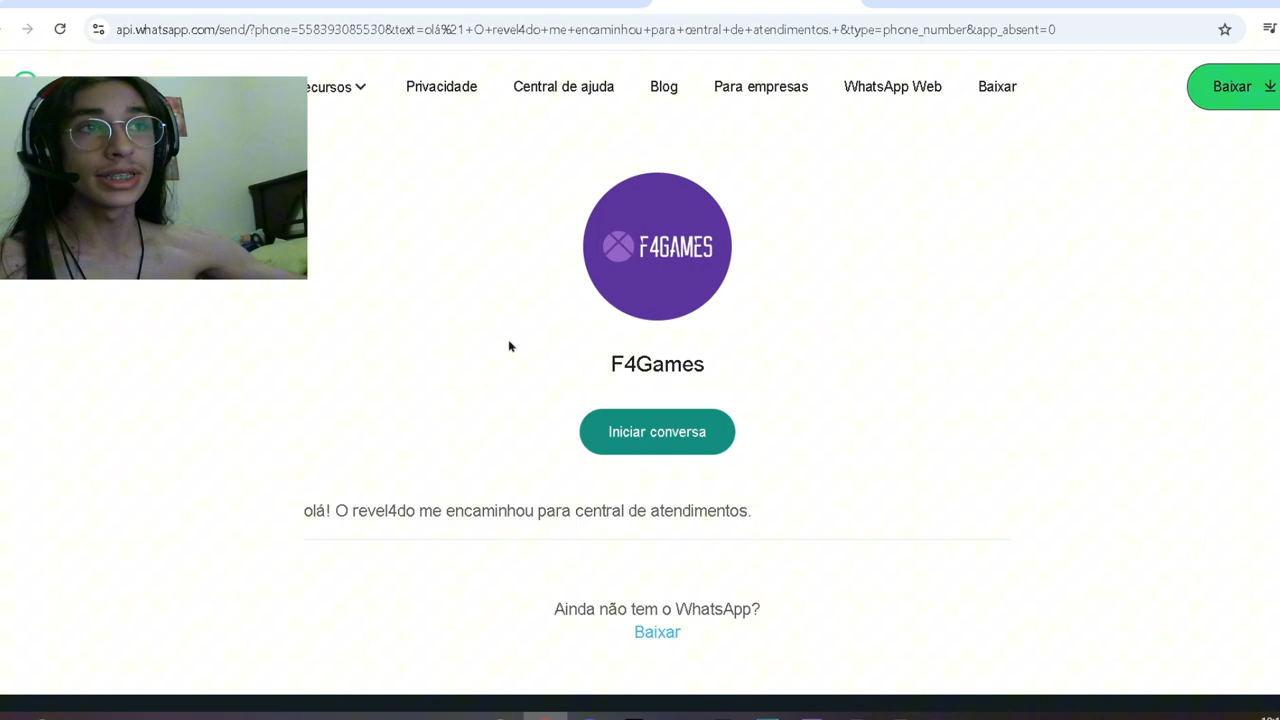 api.whatsapp.com/send/?phone=558393085530&text=olá%21+O+revel4do+me+encaminhou+para+central+de+atendimentos.+&type=phone_number&app_absent=0
ecursos Privacidade Central de ajuda Blog Para empresas WhatsApp Web Baixar Baixar
F4GAMES
F4Games
Iniciar conversa
olá! O revel4do me encaminhou para central de atendimentos.
Ainda não tem o WhatsApp?
Baixar